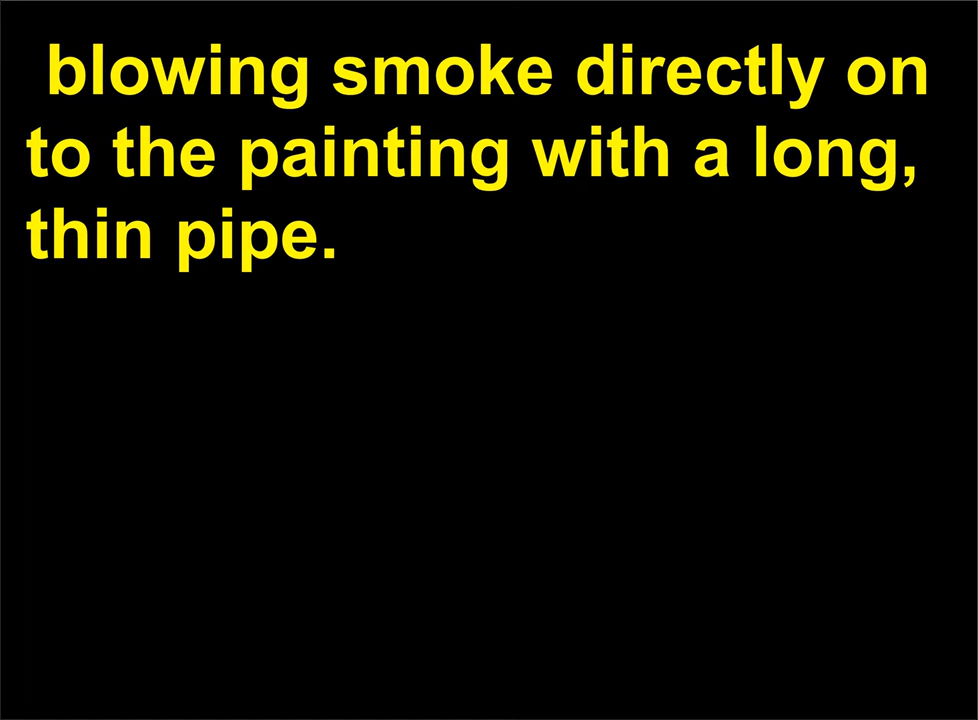 blowing smoke directly on
to the painting with a long,
thin pipe.